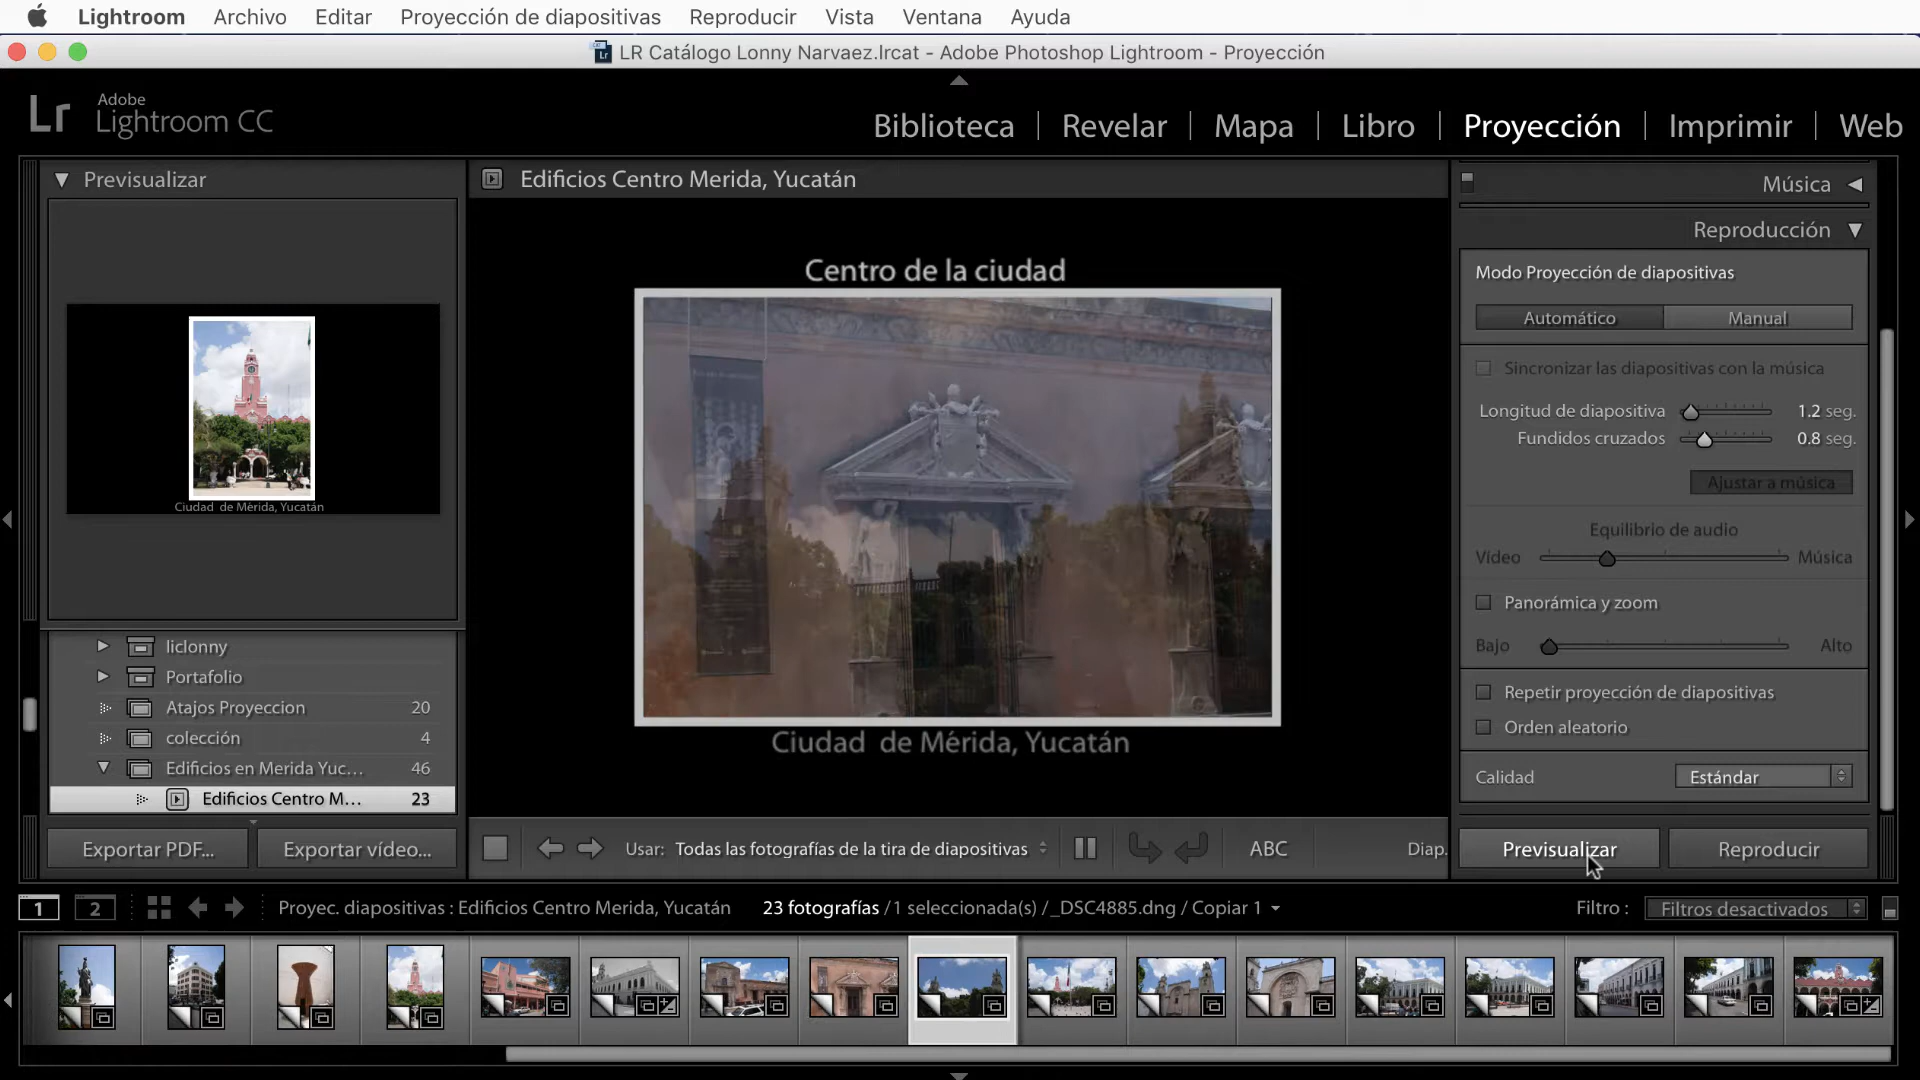 Lightroom Archivo Editar Proyección de diapositivas Reproducir Vista Ventana Ayuda
LR Catálogo Lonny Narvaez.lrcat - Adobe Photoshop Lightroom - Proyección
Lr Adobe Lightroom CC
Biblioteca | Revelar | Mapa | Libro | Proyección | Imprimir | Web
Previsualizar
Ciudad de Mérida, Yucatán
liclonny
Portafolio
Atajos Proyeccion 20
colección 4
Edificios en Merida Yuc... 46
Edificios Centro M... 23
Exportar PDF... Exportar vídeo...
Edificios Centro Merida, Yucatán
Centro de la ciudad
Ciudad de Mérida, Yucatán
Usar: Todas las fotografías de la tira de diapositivas ABC Diap.
Música
Reproducción
Modo Proyección de diapositivas
Automático Manual
Sincronizar las diapositivas con la música
Longitud de diapositiva 1.2 seg.
Fundidos cruzados 0.8 seg.
Ajustar a música
Equilibrio de audio
Vídeo Música
Panorámica y zoom
Bajo Alto
Repetir proyección de diapositivas
Orden aleatorio
Calidad Estándar
Previsualizar Reproducir
1 2 Proyec. diapositivas : Edificios Centro Merida, Yucatán 23 fotografías /1 seleccionada(s) /_DSC4885.dng / Copiar 1 Filtro : Filtros desactivados